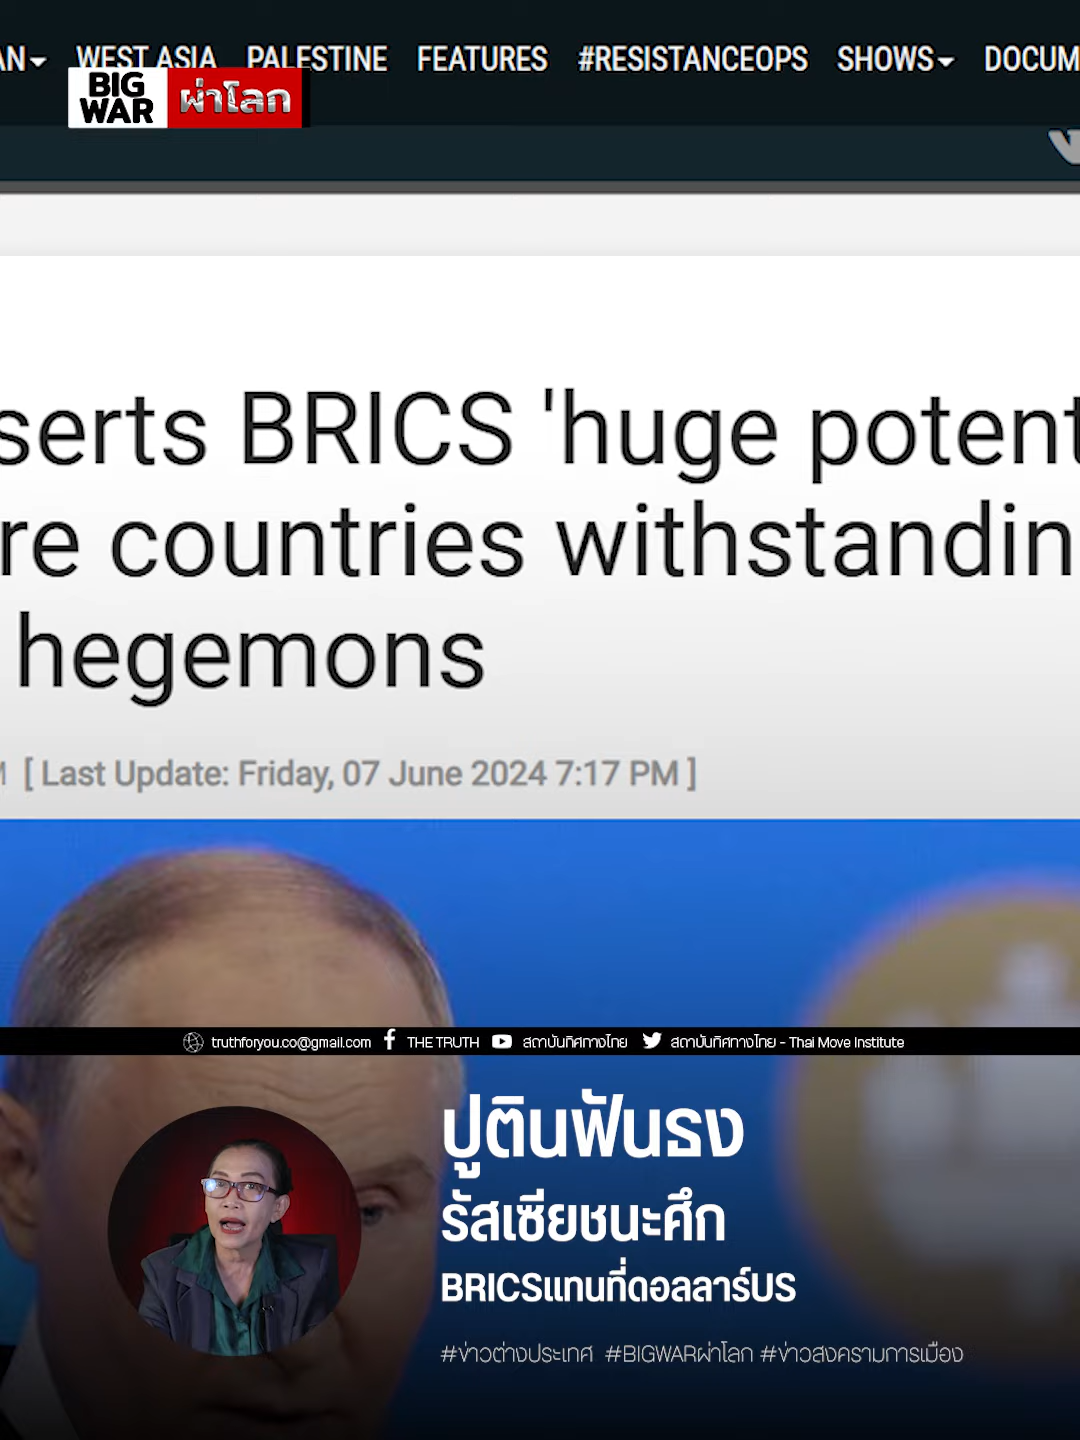 AN WEST ASIA PALESTINE FEATURES #RESISTANCEOPS SHOWS DOCUM
BIG WAR ผ่าโลก
serts BRICS 'huge potent
re countries withstandin
hegemons
M [ Last Update: Friday, 07 June 2024 7:17 PM ]
truthforyou.co@gmail.com THE TRUTH สถาบันทิศทางไทย สถาบันทิศทางไทย - Thai Move Institute
ปูตินฟันธง
รัสเซียชนะศึก
BRICSแทนที่ดอลลาร์US
#ข่าวต่างประเทศ #BIGWARผ่าโลก #ข่าวสงครามการเมือง